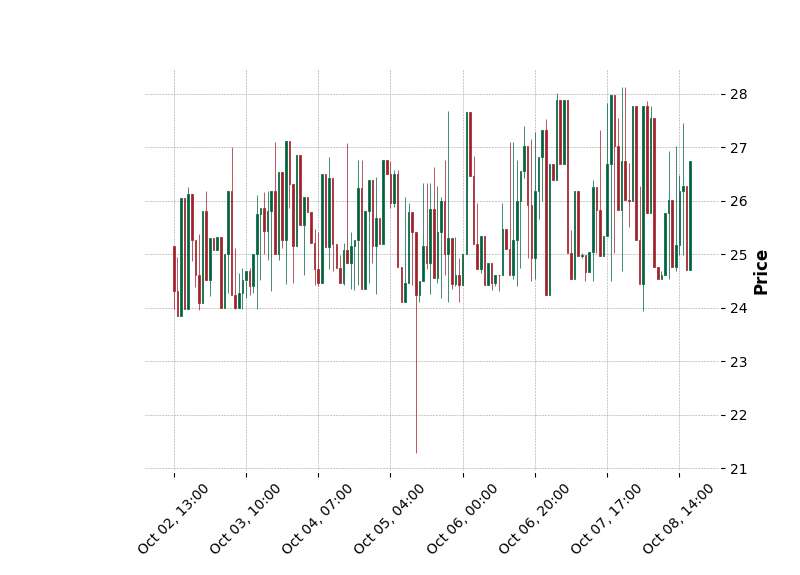 28
27
26
25
24
23
22
21
Price
Oct 02, 13:00
Oct 03, 10:00
Oct 04, 07:00
Oct 05, 04:00
Oct 06, 00:00
Oct 06, 20:00
Oct 07, 17:00
Oct 08, 14:00